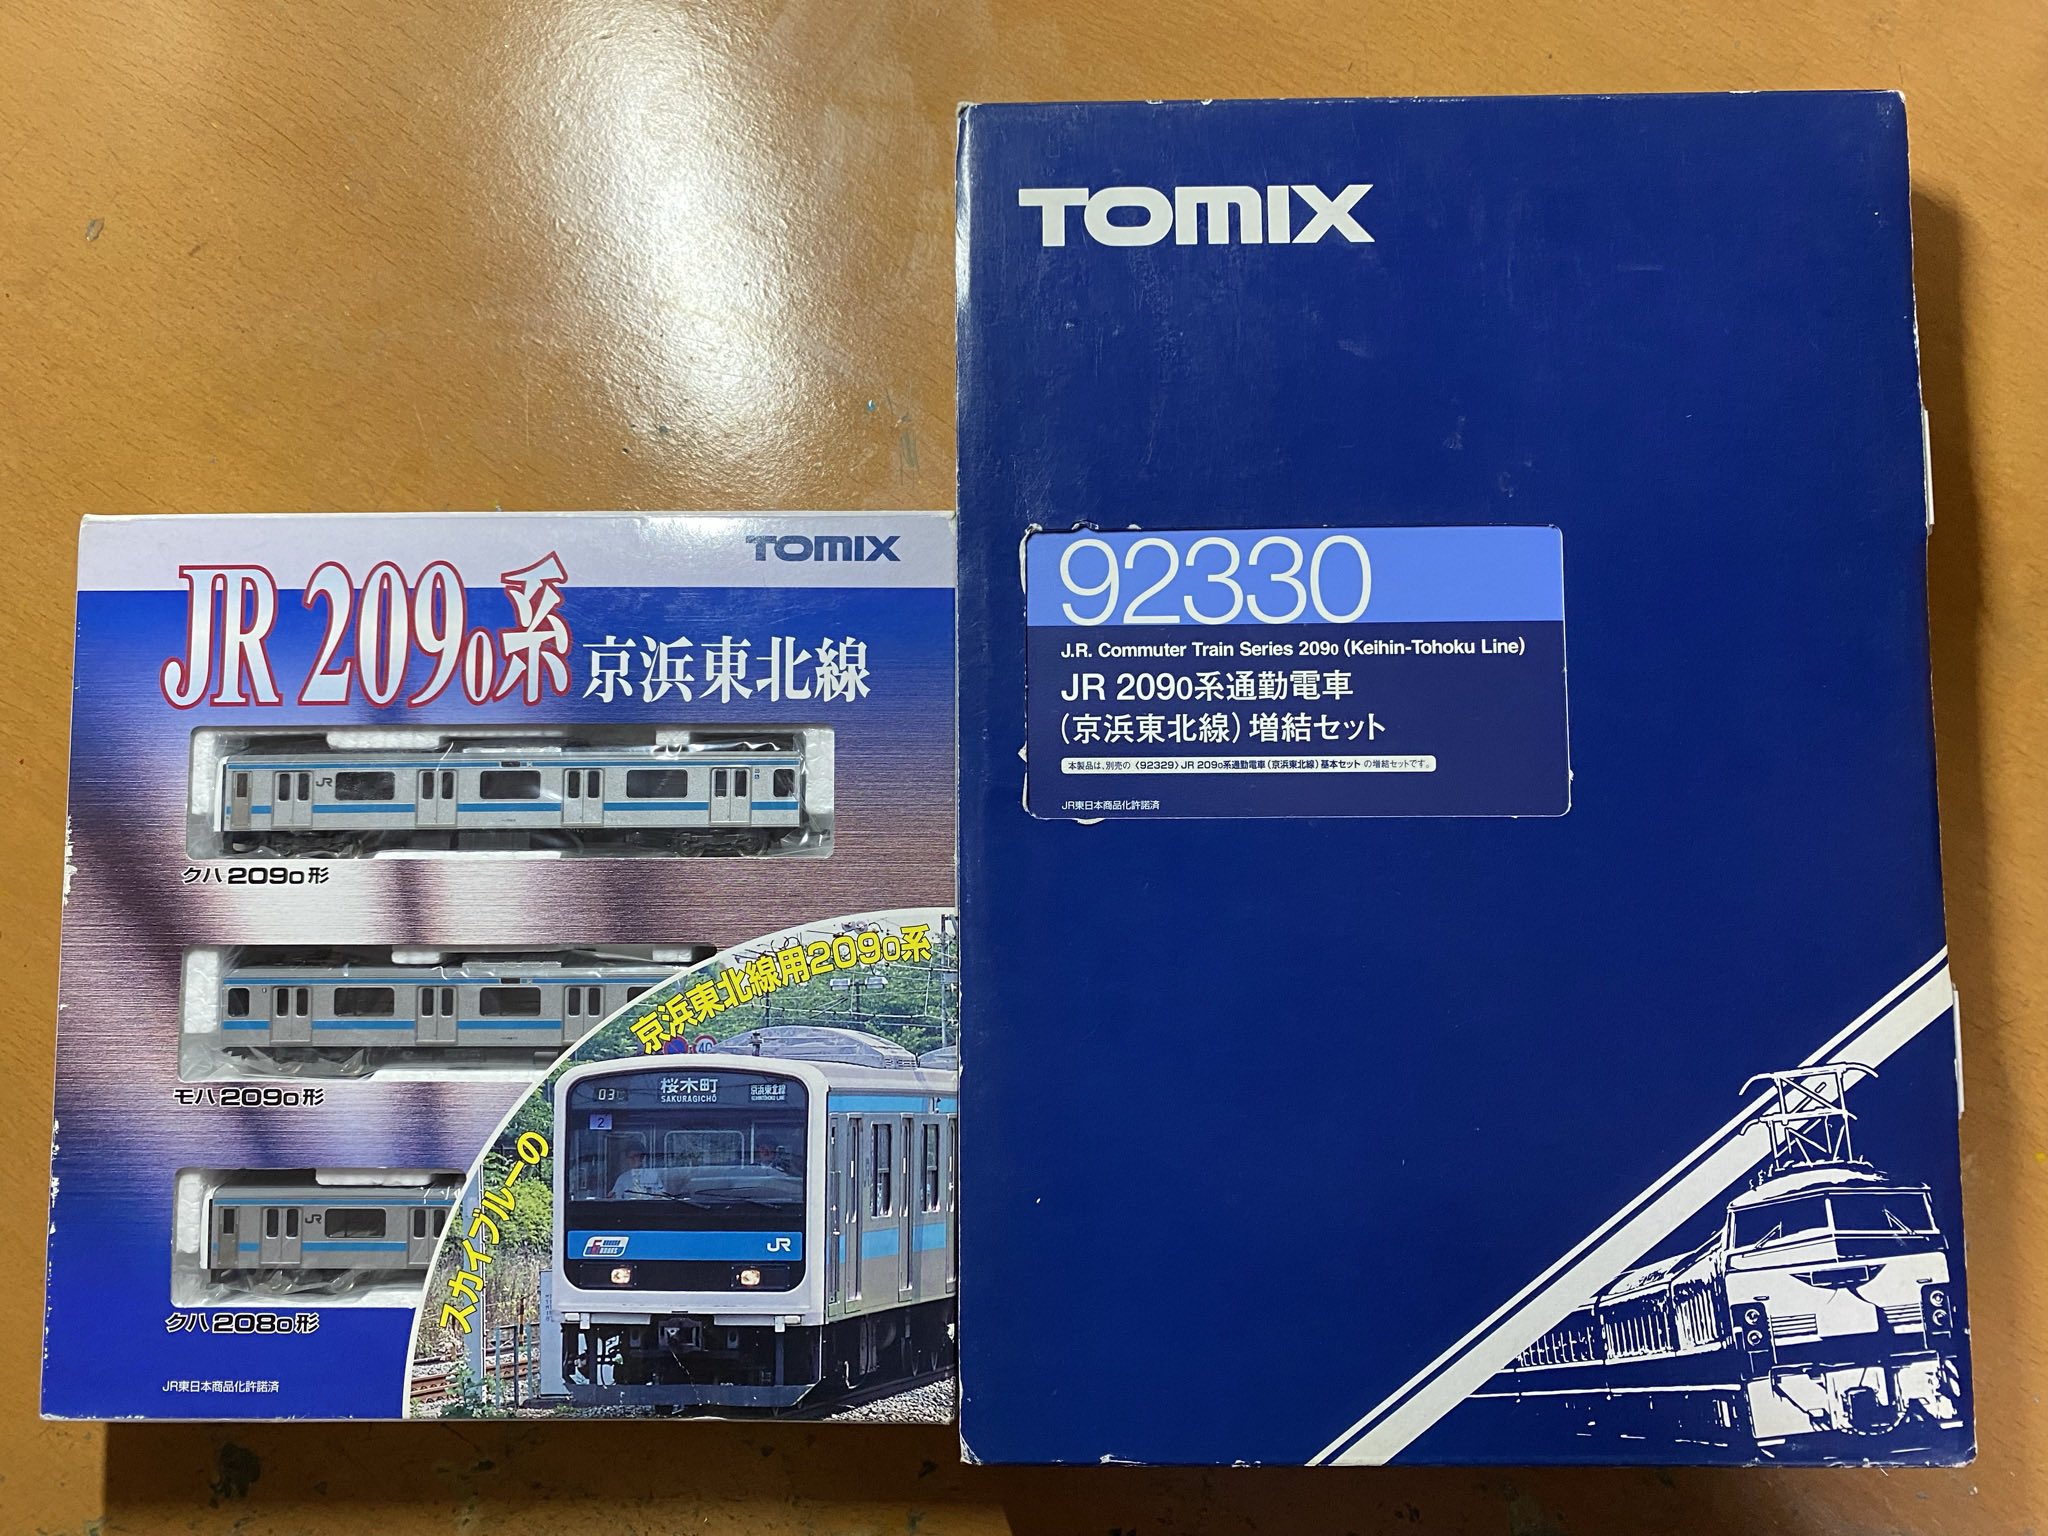 TOMIX
JR 209₀系 京浜東北線
JR
クハ209₀形
モハ209₀形
JR
クハ208₀形
JR東日本商品化許諾済
スカイブルーの
京浜東北線用209₀系
40
03
桜木町
SAKURAGICHŌ
京浜東北線
2
JR
TOMIX
92330
J.R. Commuter Train Series 209₀ (Keihin-Tohoku Line)
JR 209₀系通勤電車
(京浜東北線) 増結セット
本製品は、別売の〈92329〉JR 209₀系通勤電車(京浜東北線)基本セット の増結セットです。
JR東日本商品化許諾済